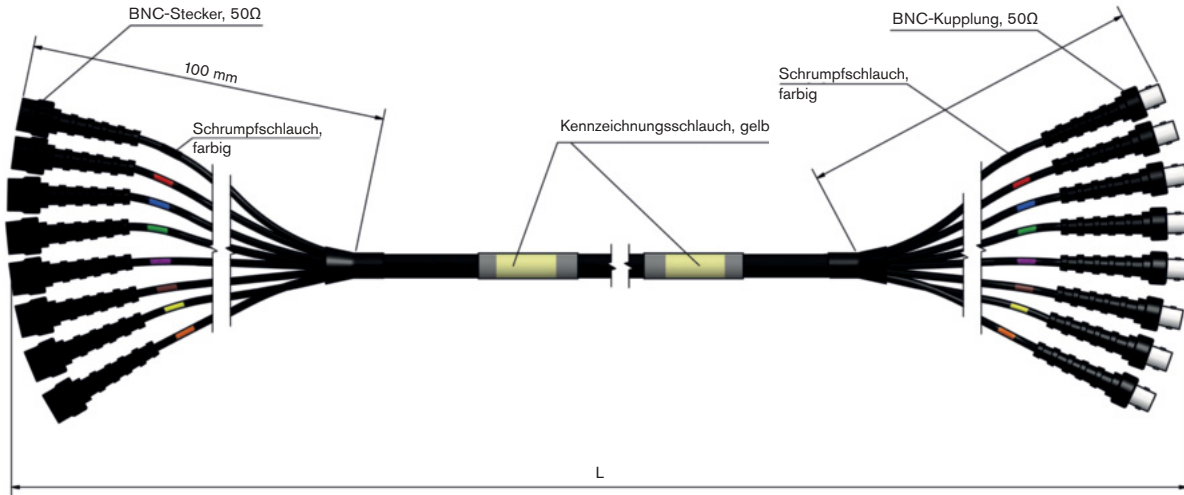 BNC-Stecker, 50Ω
BNC-Kupplung, 50Ω
100 mm
Schrumpfschlauch,
farbig
Schrumpfschlauch,
farbig
Kennzeichnungsschlauch, gelb
L